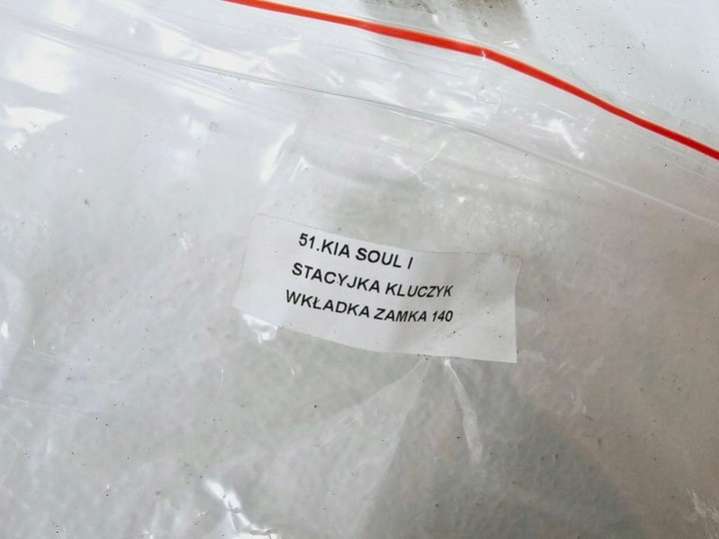 51.KIA SOUL I
STACYJKA KLUCZYK
WKŁADKA ZAMKA 140